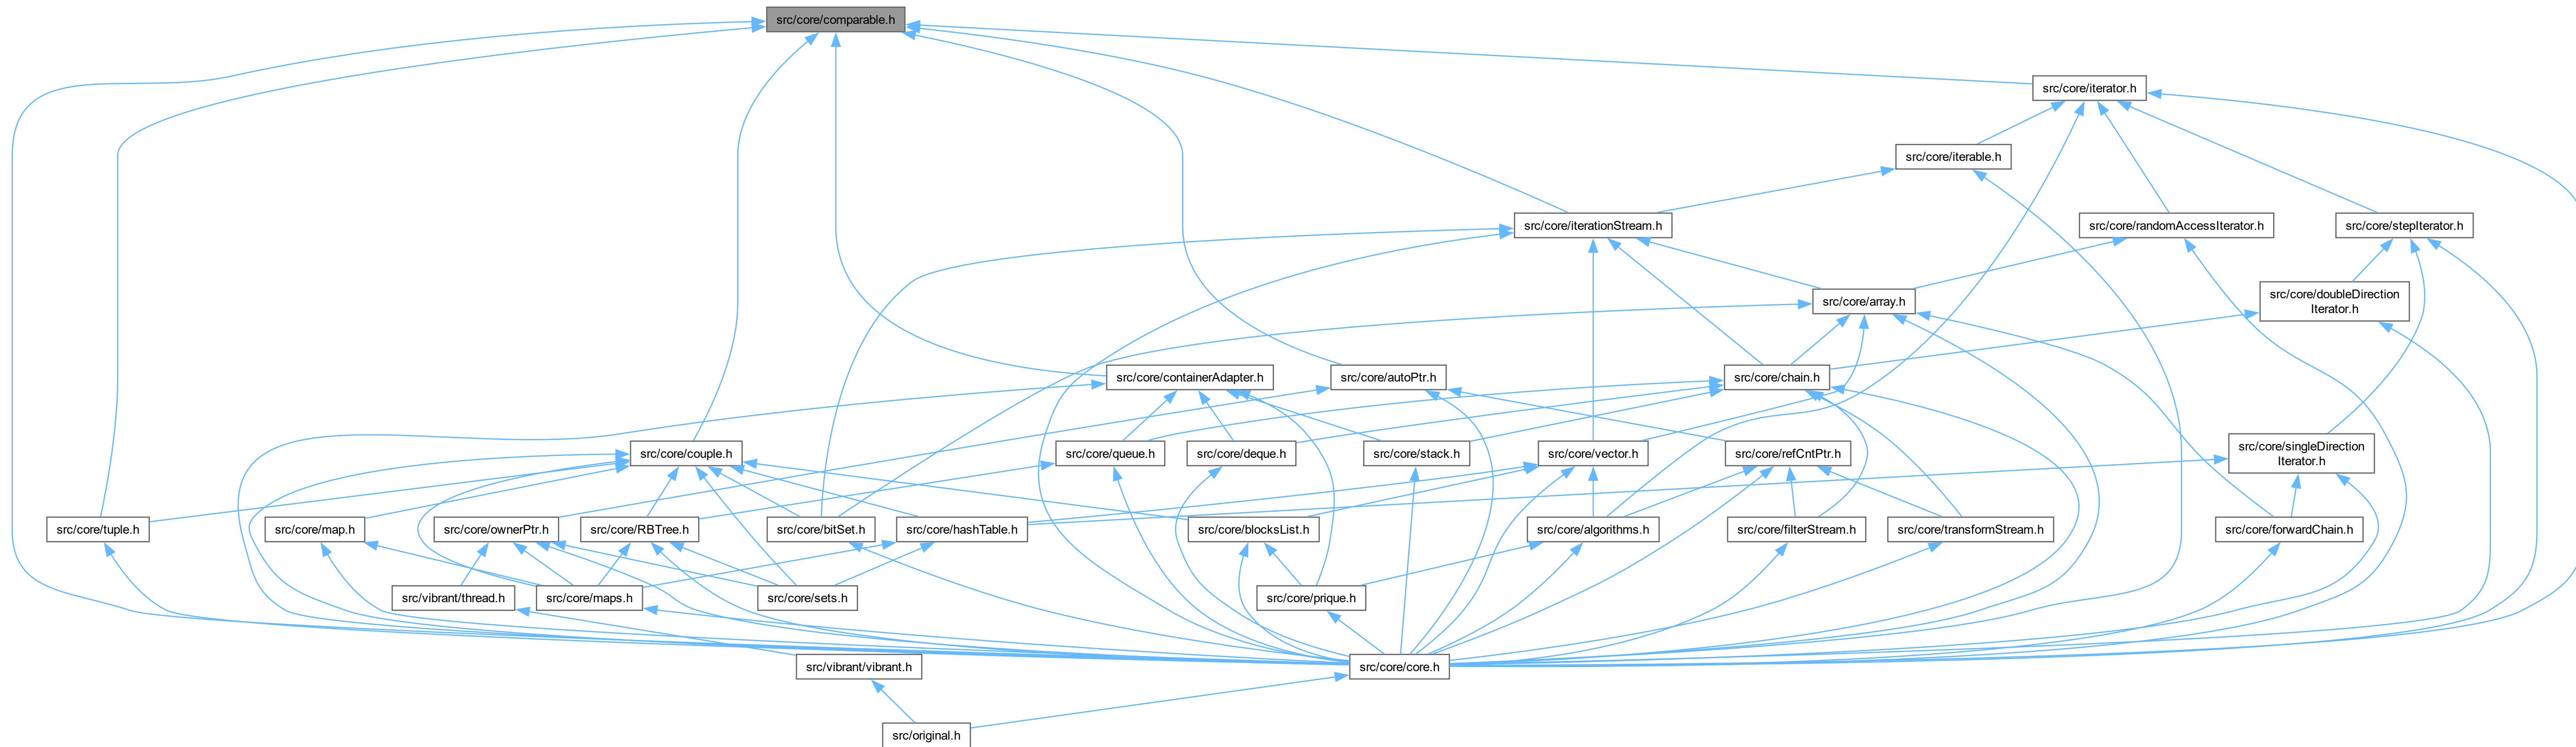 src/core/comparable.h
src/core/iterator.h
src/core/iterable.h
src/core/iterationStream.h
src/core/randomAccessIterator.h
src/core/stepIterator.h
src/core/array.h
src/core/doubleDirection
Iterator.h
src/core/containerAdapter.h
src/core/autoPtr.h
src/core/chain.h
src/core/couple.h
src/core/queue.h
src/core/deque.h
src/core/stack.h
src/core/vector.h
src/core/refCntPtr.h
src/core/singleDirection
Iterator.h
src/core/tuple.h
src/core/map.h
src/core/ownerPtr.h
src/core/RBTree.h
src/core/bitSet.h
src/core/hashTable.h
src/core/blocksList.h
src/core/algorithms.h
src/core/filterStream.h
src/core/transformStream.h
src/core/forwardChain.h
src/vibrant/thread.h
src/core/maps.h
src/core/sets.h
src/core/prique.h
src/vibrant/vibrant.h
src/core/core.h
src/original.h